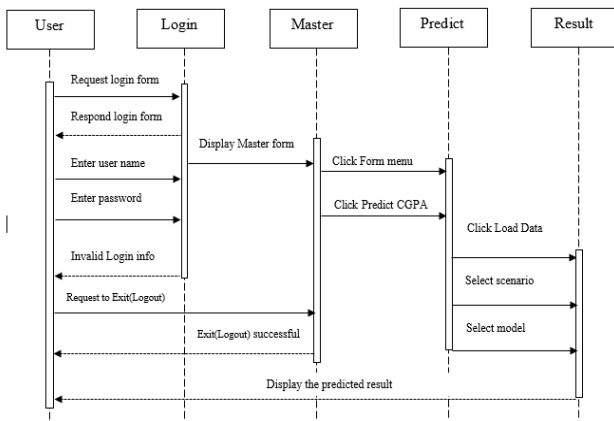 User
Login
Master
Predict
Result
Request login form
Respond login form
Display Master form
Enter user name
Click Form menu
Enter password
Click Predict CGPA
Click Load Data
Invalid Login info
Select scenario
Request to Exit(Logout)
Select model
Exit(Logout) successful
Display the predicted result